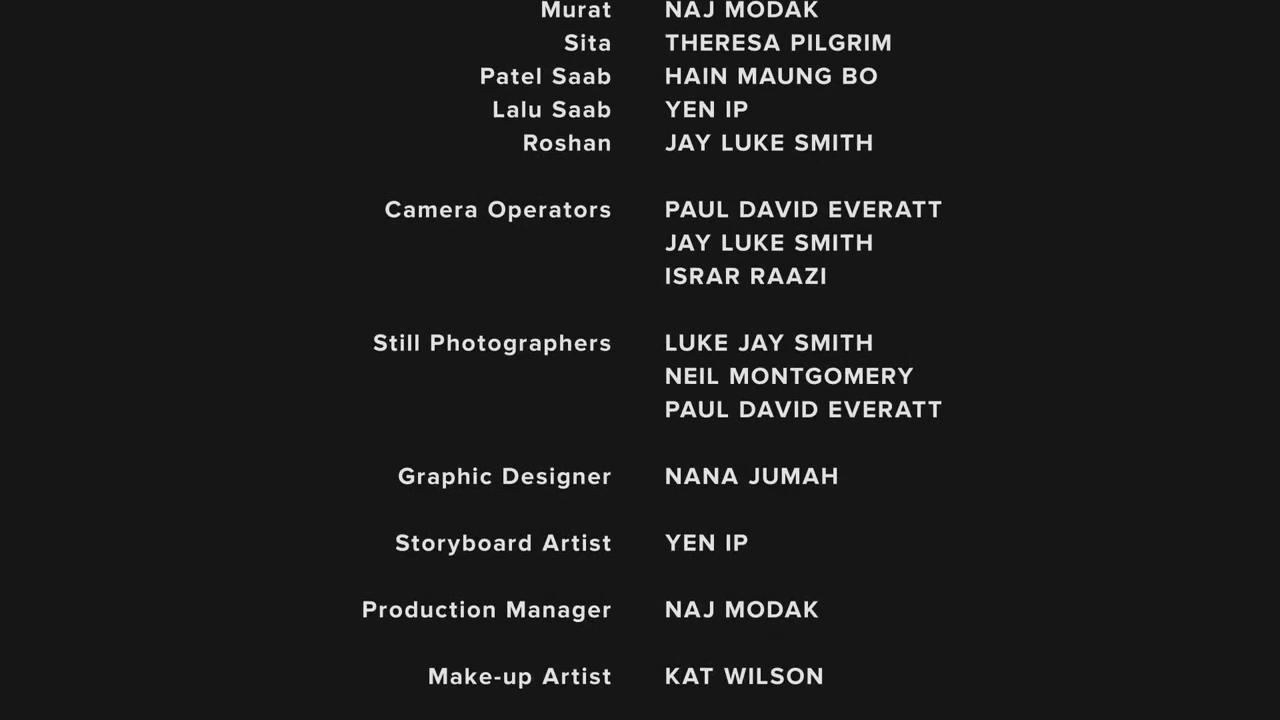 Murat NAJ MODAK
Sita THERESA PILGRIM
Patel Saab HAIN MAUNG BO
Lalu Saab YEN IP
Roshan JAY LUKE SMITH
Camera Operators PAUL DAVID EVERATT
JAY LUKE SMITH
ISRAR RAAZI
Still Photographers LUKE JAY SMITH
NEIL MONTGOMERY
PAUL DAVID EVERATT
Graphic Designer NANA JUMAH
Storyboard Artist YEN IP
Production Manager NAJ MODAK
Make-up Artist KAT WILSON